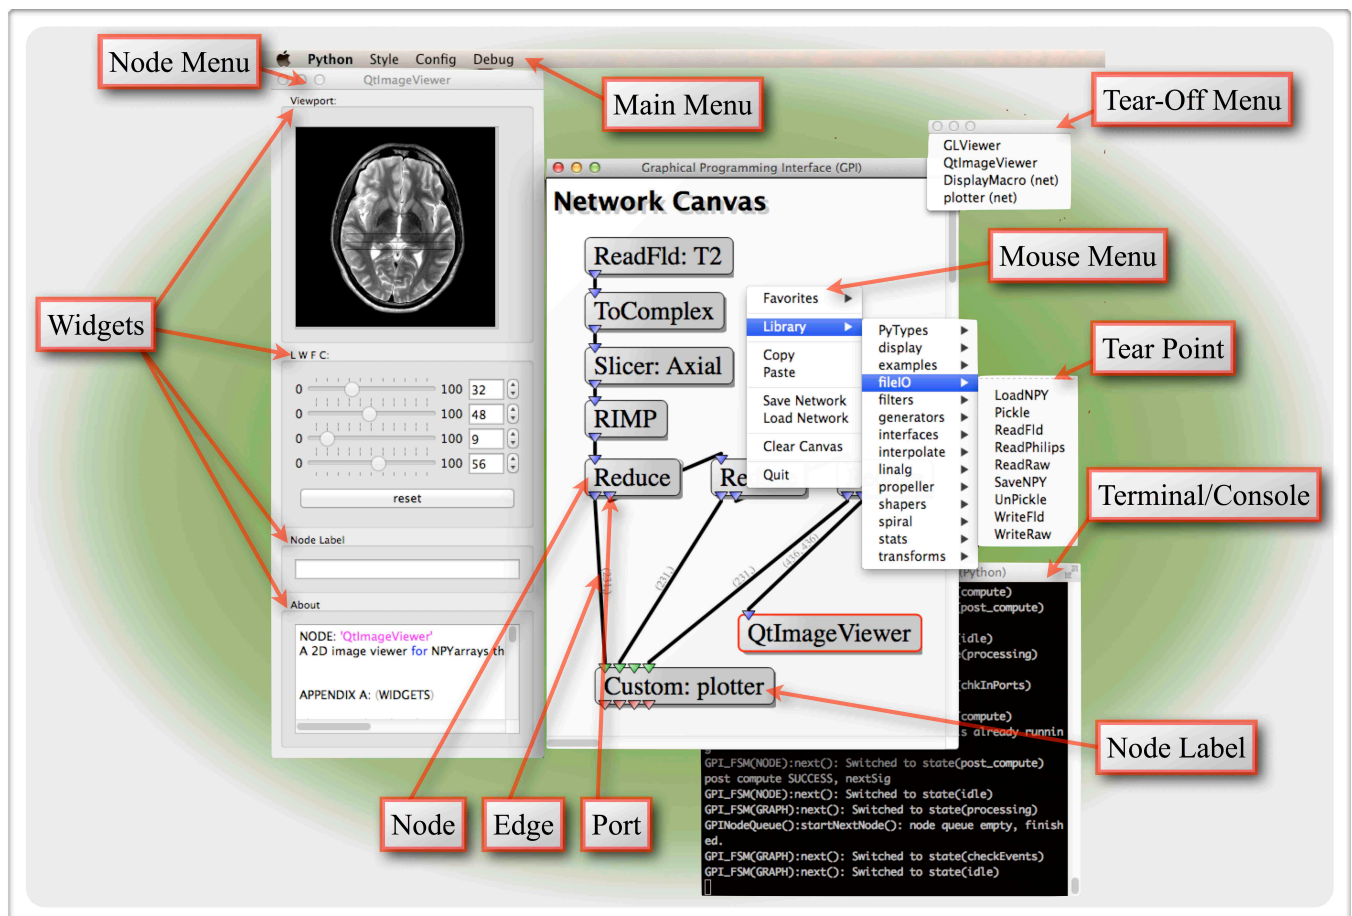 Node Menu
Python Style Config Debug
QtImageViewer
Main Menu
Tear-Off Menu
Viewport:
GLViewer
QtImageViewer
DisplayMacro (net)
plotter (net)
Graphical Programming Interface (GPI)
Network Canvas
Mouse Menu
ReadFld: T2
ToComplex
Slicer: Axial
RIMP
Reduce
Re
Favorites
Library
Copy
Paste
Save Network
Load Network
Clear Canvas
Quit
PyTypes
display
examples
fileIO
filters
generators
interfaces
interpolate
linalg
propeller
shapers
spiral
stats
transforms
Tear Point
LoadNPY
Pickle
ReadFld
ReadPhilips
ReadRaw
SaveNPY
UnPickle
WriteFld
WriteRaw
Widgets
L W F C:
0 100 32
0 100 48
0 100 9
0 100 56
reset
Node Label
About
NODE: 'QtImageViewer'
A 2D image viewer for NPYarrays th
APPENDIX A: (WIDGETS)
(231,)
(231,)
(231,)
(436, 436)
QtImageViewer
Custom: plotter
Terminal/Console
Python)
(compute)
(post_compute)
(idle)
(processing)
(chkInPorts)
(compute)
s already runnin
g
GPI_FSM(NODE):next(): Switched to state(post_compute)
post compute SUCCESS, nextSig
GPI_FSM(NODE):next(): Switched to state(idle)
GPI_FSM(GRAPH):next(): Switched to state(processing)
GPINodeQueue():startNextNode(): node queue empty, finish
ed.
GPI_FSM(GRAPH):next(): Switched to state(checkEvents)
GPI_FSM(GRAPH):next(): Switched to state(idle)
Node Label
Node
Edge
Port